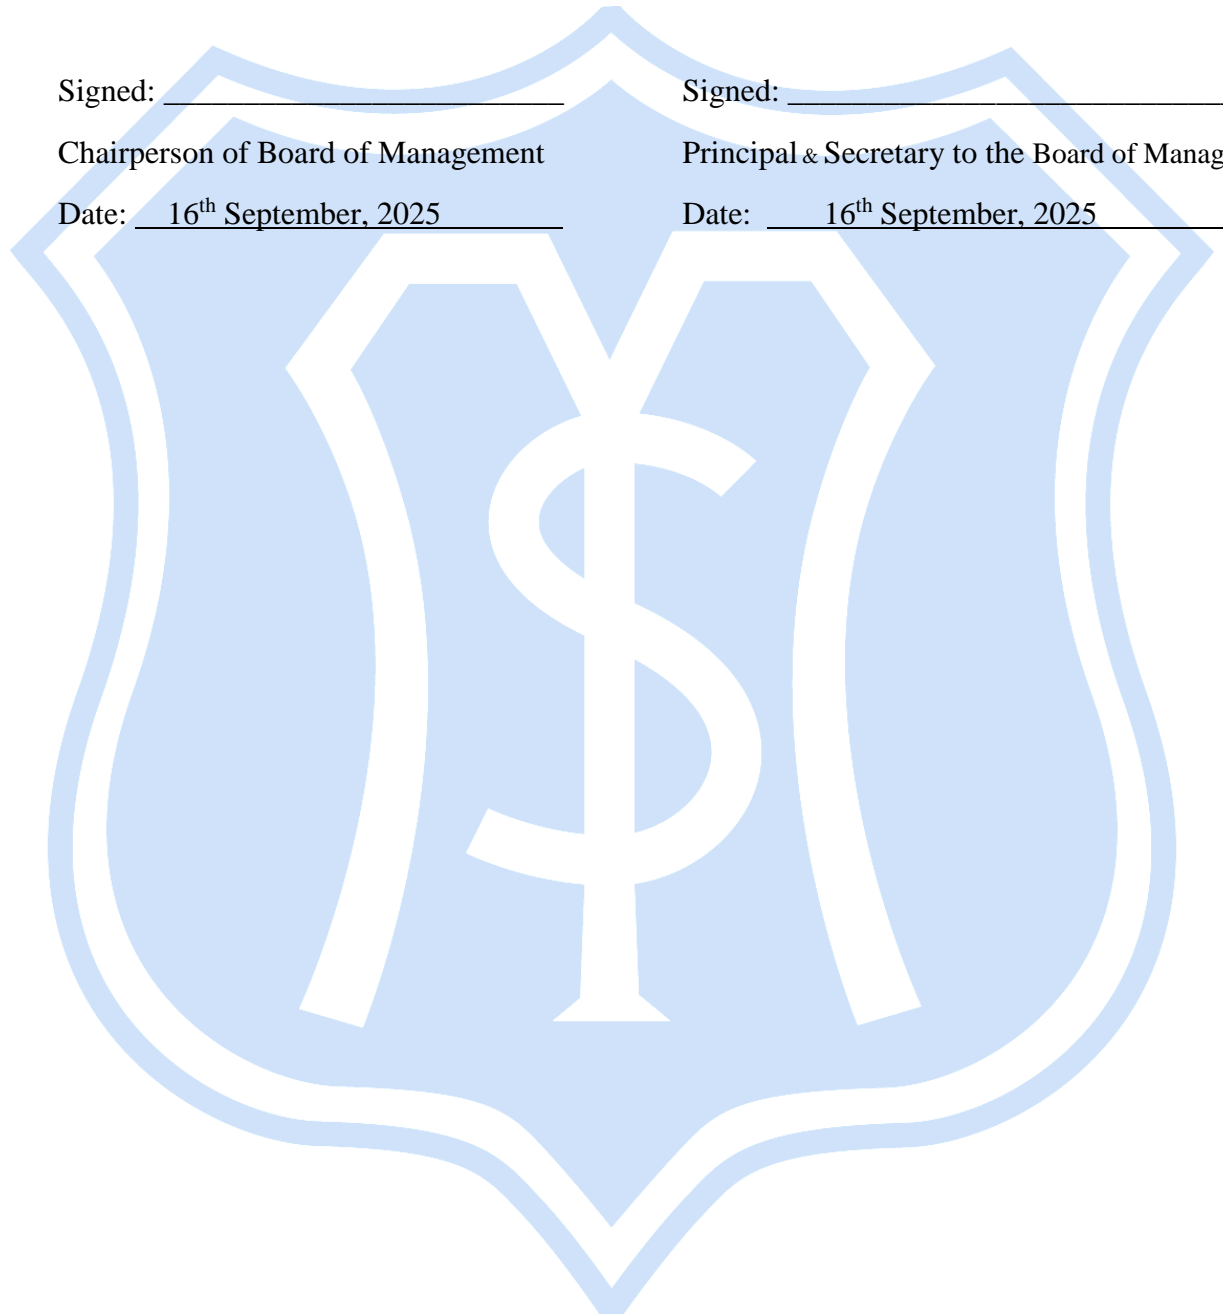 Signed: _________________________ Signed: ___________________________
Chairperson of Board of Management Principal & Secretary to the Board of Manag
Date: 16th September, 2025 Date: 16th September, 2025